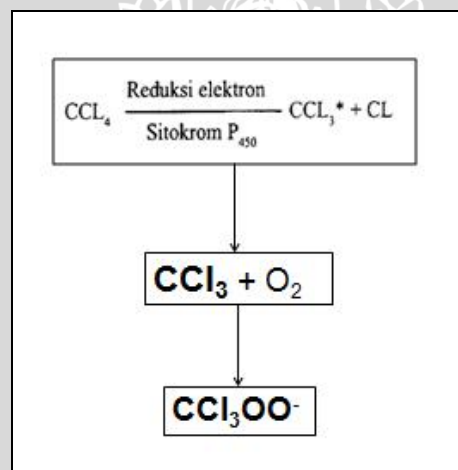 Reduksi elektron
CCL₄ CCL₃* + CL
Sitokrom P₄₅₀
CCl₃ + O₂
CCl₃OO⁻